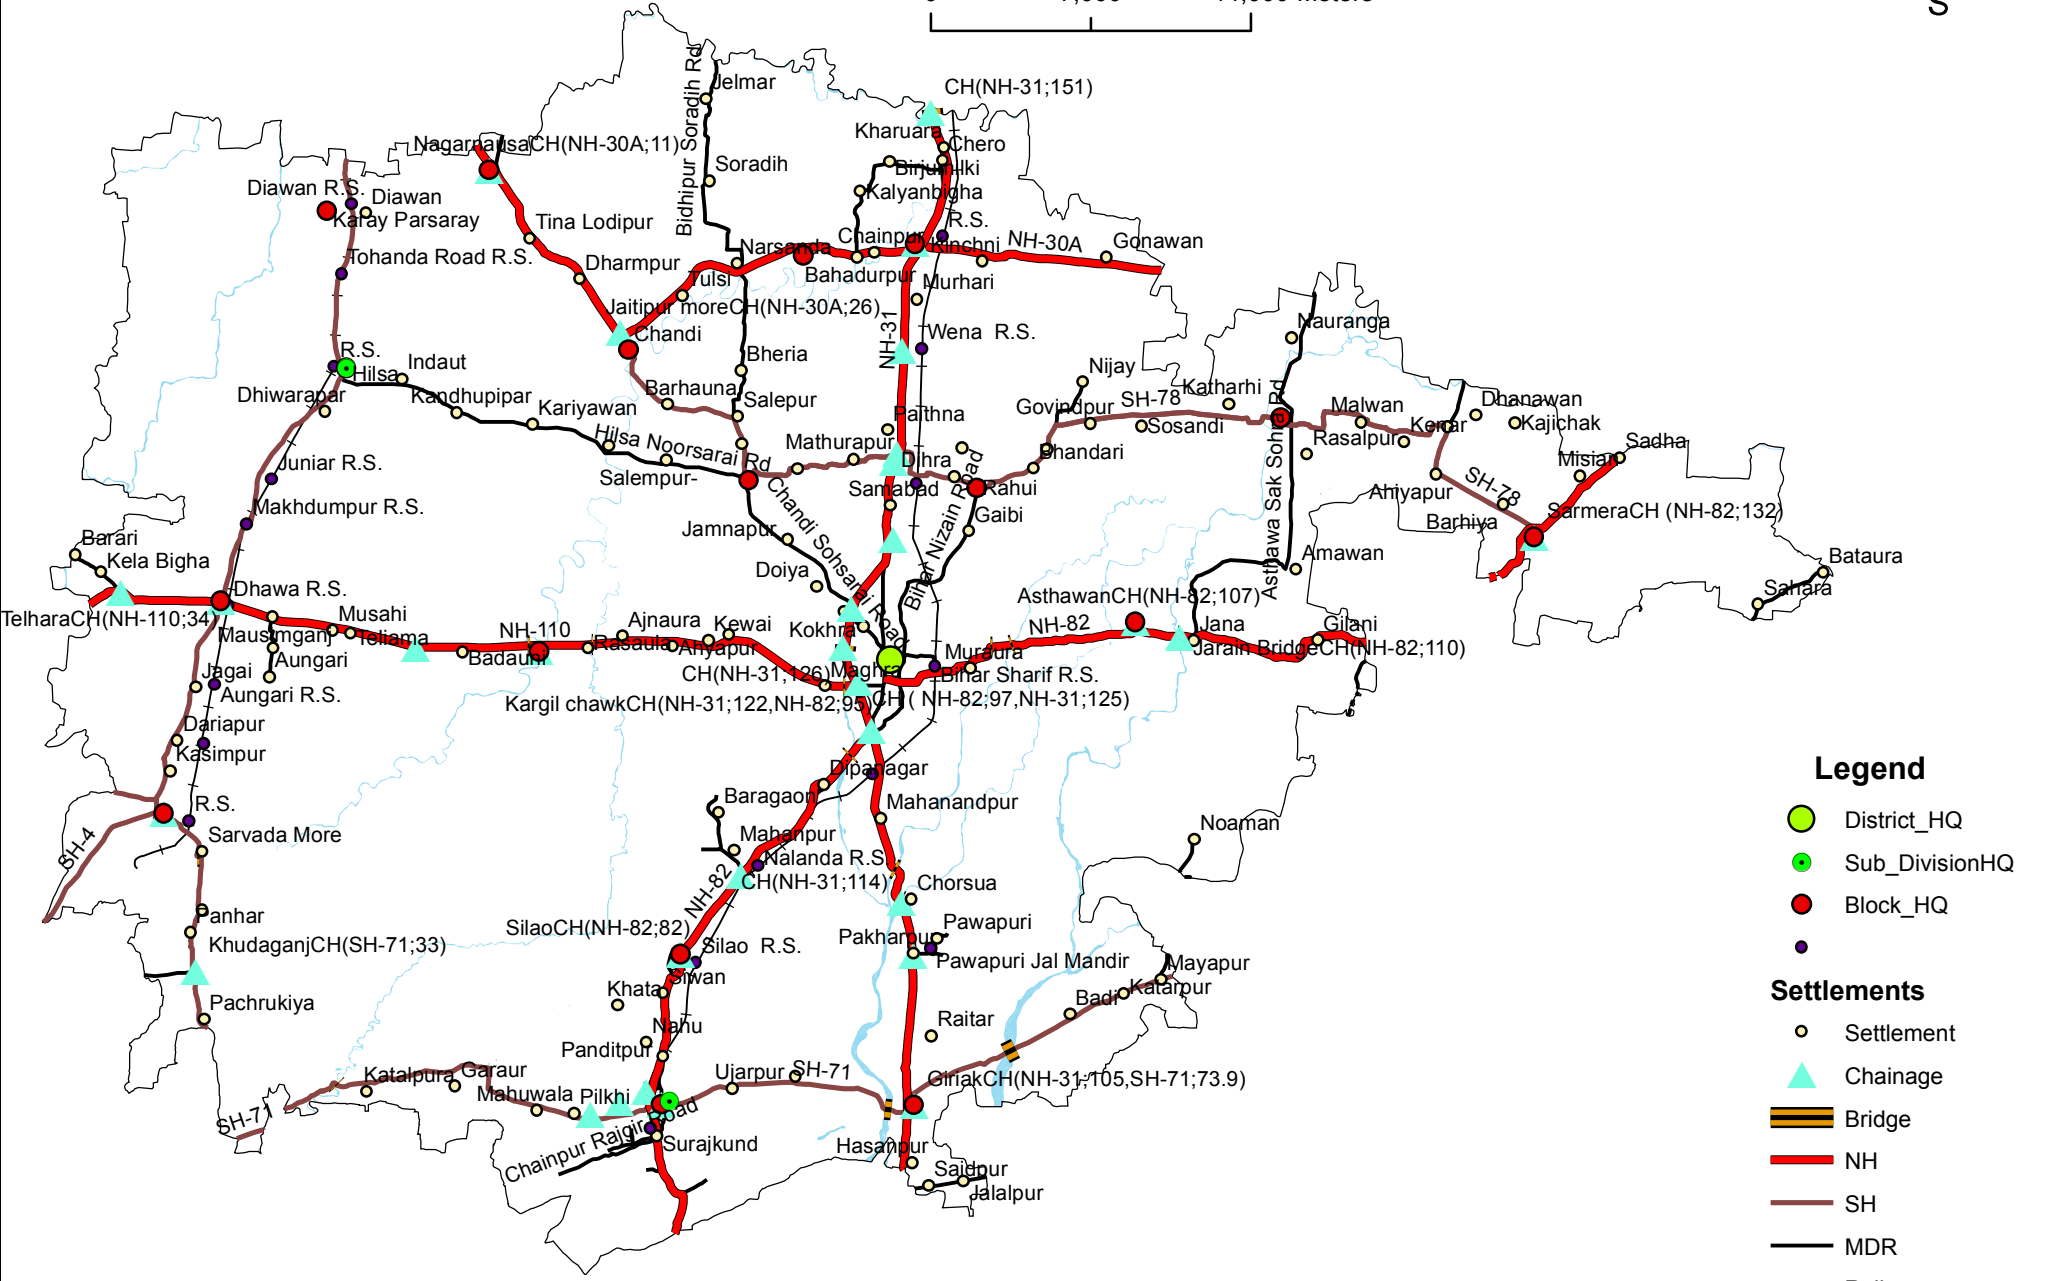 S
CH(NH-31;151)
Jelmar
Bidhipur Soradih Rd
Kharuara
Chero
NagarnausaCH(NH-30A;11)
Soradih
Kalyanbigha
Diawan R.S.
Diawan
Karay Parsaray
Tina Lodipur
Chainpur
R.S.
Kinchni
NH-30A
Gonawan
Tohanda Road R.S.
Dharmpur
Narsanda
Tulsi
Bahadurpur
Murhari
Jaitipur moreCH(NH-30A;26)
Chandi
NH-31
Wena R.S.
Nauranga
R.S.
Hilsa
Indaut
Bheria
Nijay
Dhiwarapar
Kandhupipar
Kariyawan
Barhauna
Salepur
Paithna
Govindpur
SH-78
Katharhi
Malwan
Dhanawan
Kenar
Kajichak
Sosandi
Rasalpur
Sadha
Hilsa Noorsarai Rd
Mathurapur
Dihra
Bhandari
Misian
Juniar R.S.
Salempur-
Samabad
Rahui
Asthawa Sak Sohrai Rd
Ahiyapur
SH-78
Makhdumpur R.S.
Jamnapur
Chandi Sohsarai Road
Bihar Nizain Road
Gaibi
Barhiya
SarmeraCH (NH-82;132)
Barari
Kela Bigha
Doiya
Amawan
Bataura
Sahara
Dhawa R.S.
TelharaCH(NH-110;34)
Musahi
Teliama
NH-110
Ajnaura
Kewai
Rasaula
Badauni
Kokhra
AsthawanCH(NH-82;107)
NH-82
Jana
Gilani
Jarain BridgeCH(NH-82;110)
Aungari
Jagai
Aungari R.S.
CH(NH-31;126)
Maghra
Muraura
Bihar Sharif R.S.
Kargil chawkCH(NH-31;122,NH-82;95)
CH( NH-82;97,NH-31;125)
Dariapur
Kasimpur
Dipanagar
R.S.
Sarvada More
SH-4
Baragaon
Mahanandpur
Mahanpur
Nalanda R.S.
CH(NH-31;114)
NH-82
Noaman
Chorsua
Panhar
KhudaganjCH(SH-71;33)
SilaoCH(NH-82;82)
Silao R.S.
Siwan
Pawapuri
Pawapuri Jal Mandir
Mayapur
Katarpur
Badi
Pachrukiya
Khata
Nahu
Raitar
Panditpur
Katalpura
Garaur
Mahuwala
Pilkhi
Ujarpur
SH-71
GiriakCH(NH-31;105,SH-71;73.9)
SH-71
Chainpur Rajgir Road
Surajkund
Hasanpur
Saidpur
Jalalpur
Legend
District_HQ
Sub_DivisionHQ
Block_HQ
Settlements
Settlement
Chainage
Bridge
NH
SH
MDR